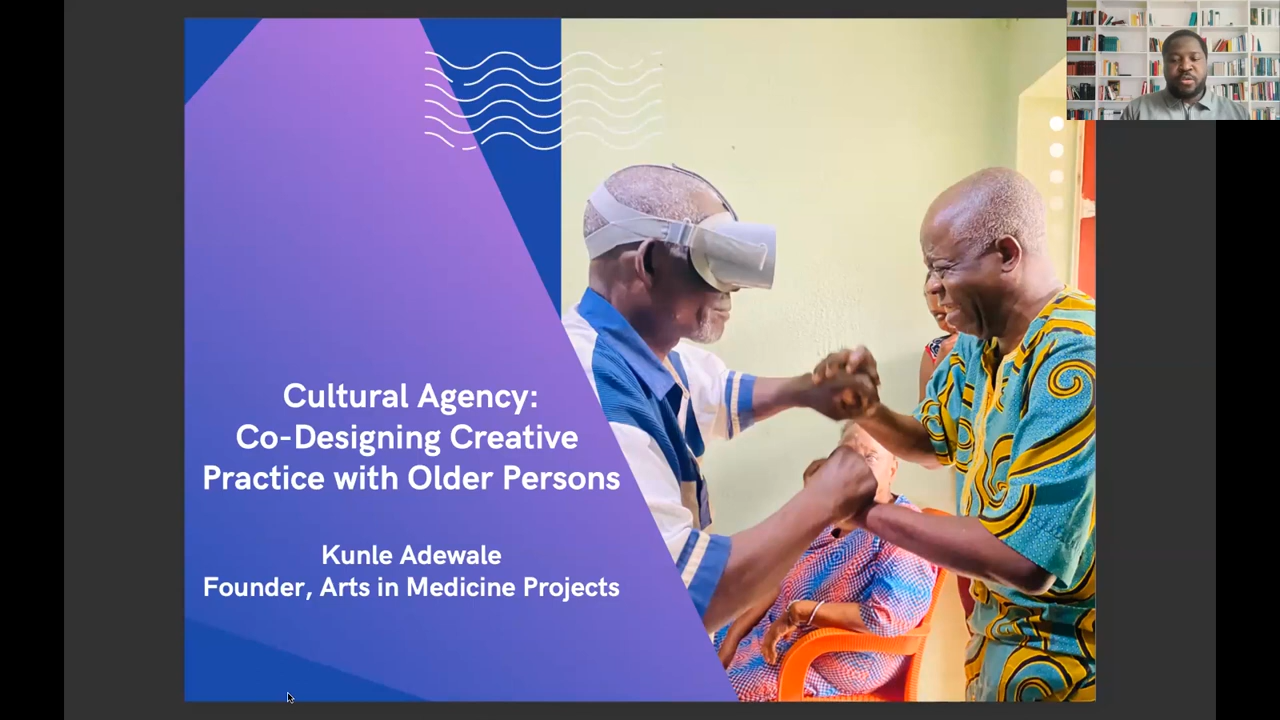 Cultural Agency:
Co-Designing Creative
Practice with Older Persons
Kunle Adewale
Founder, Arts in Medicine Projects